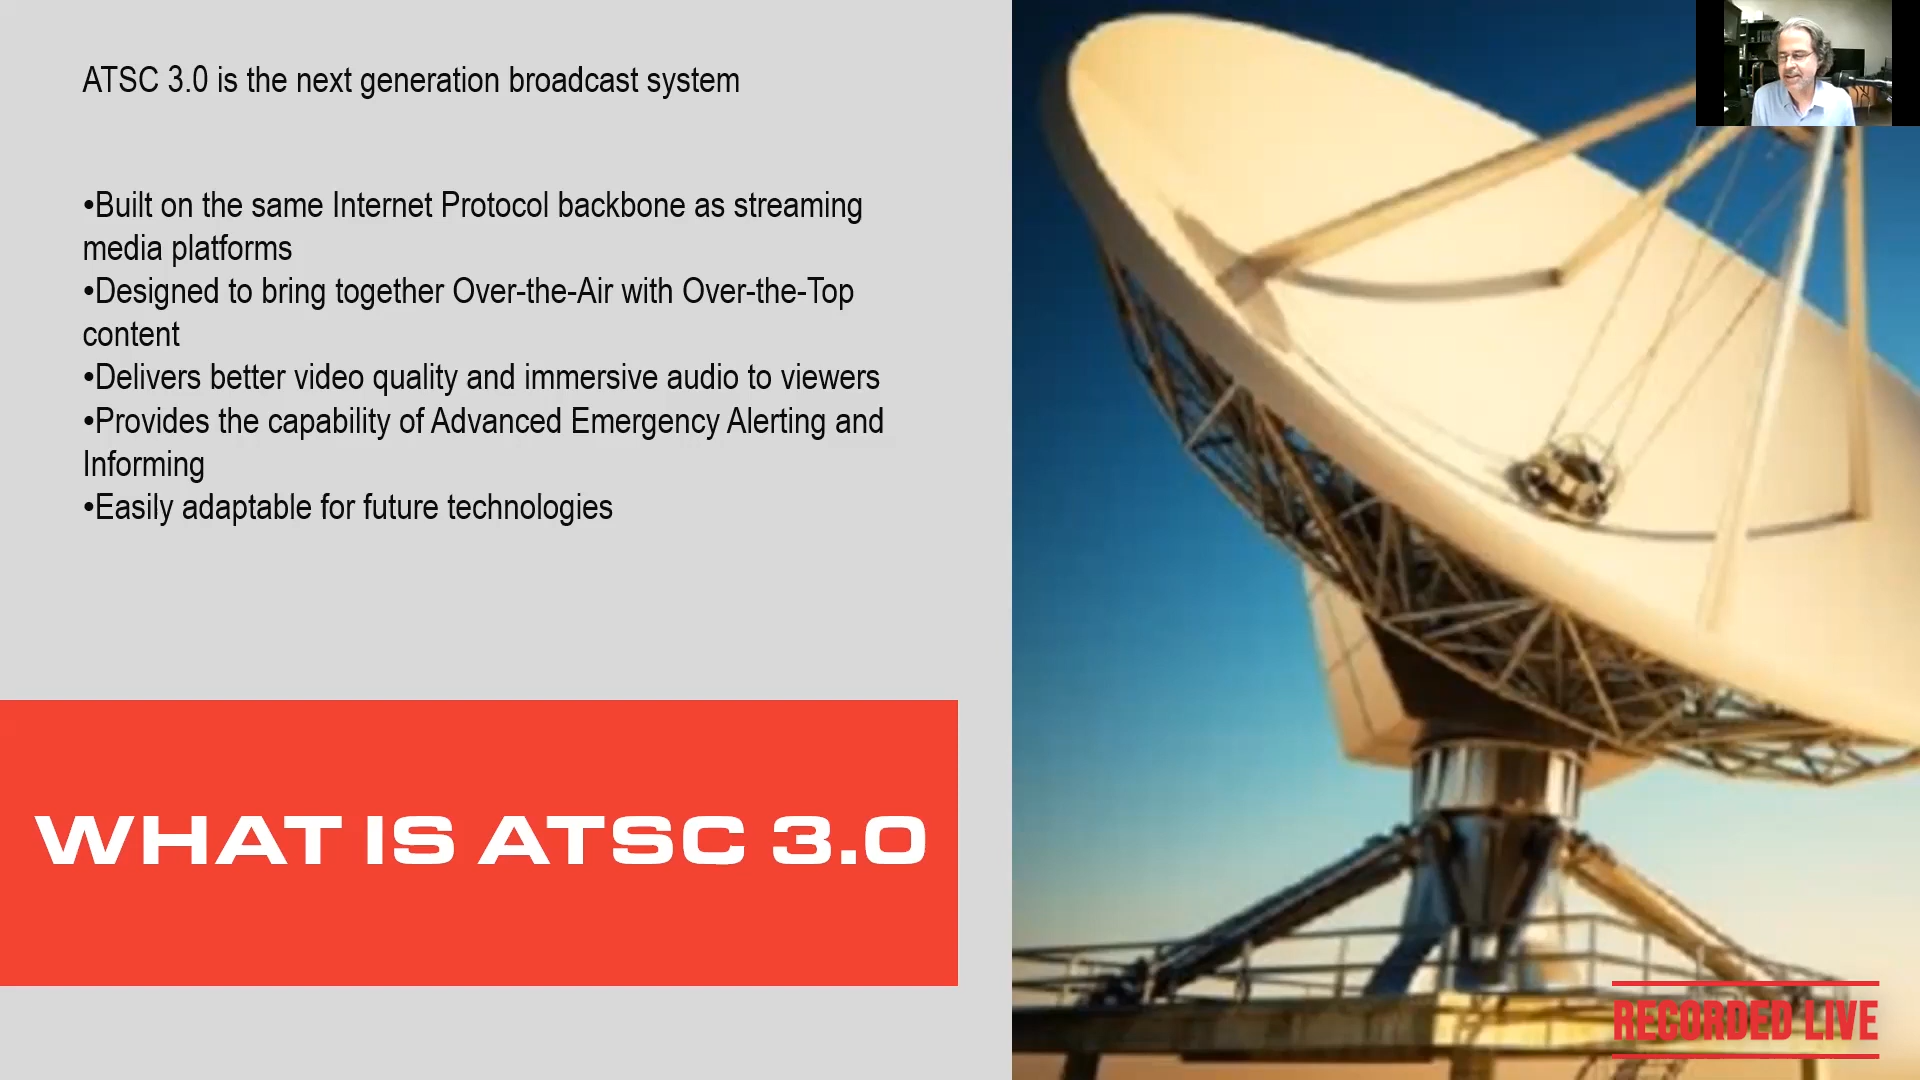 ATSC 3.0 is the next generation broadcast system
•Built on the same Internet Protocol backbone as streaming
media platforms
•Designed to bring together Over-the-Air with Over-the-Top
content
•Delivers better video quality and immersive audio to viewers
•Provides the capability of Advanced Emergency Alerting and
Informing
•Easily adaptable for future technologies
WHAT IS ATSC 3.0
RECORDED LIVE